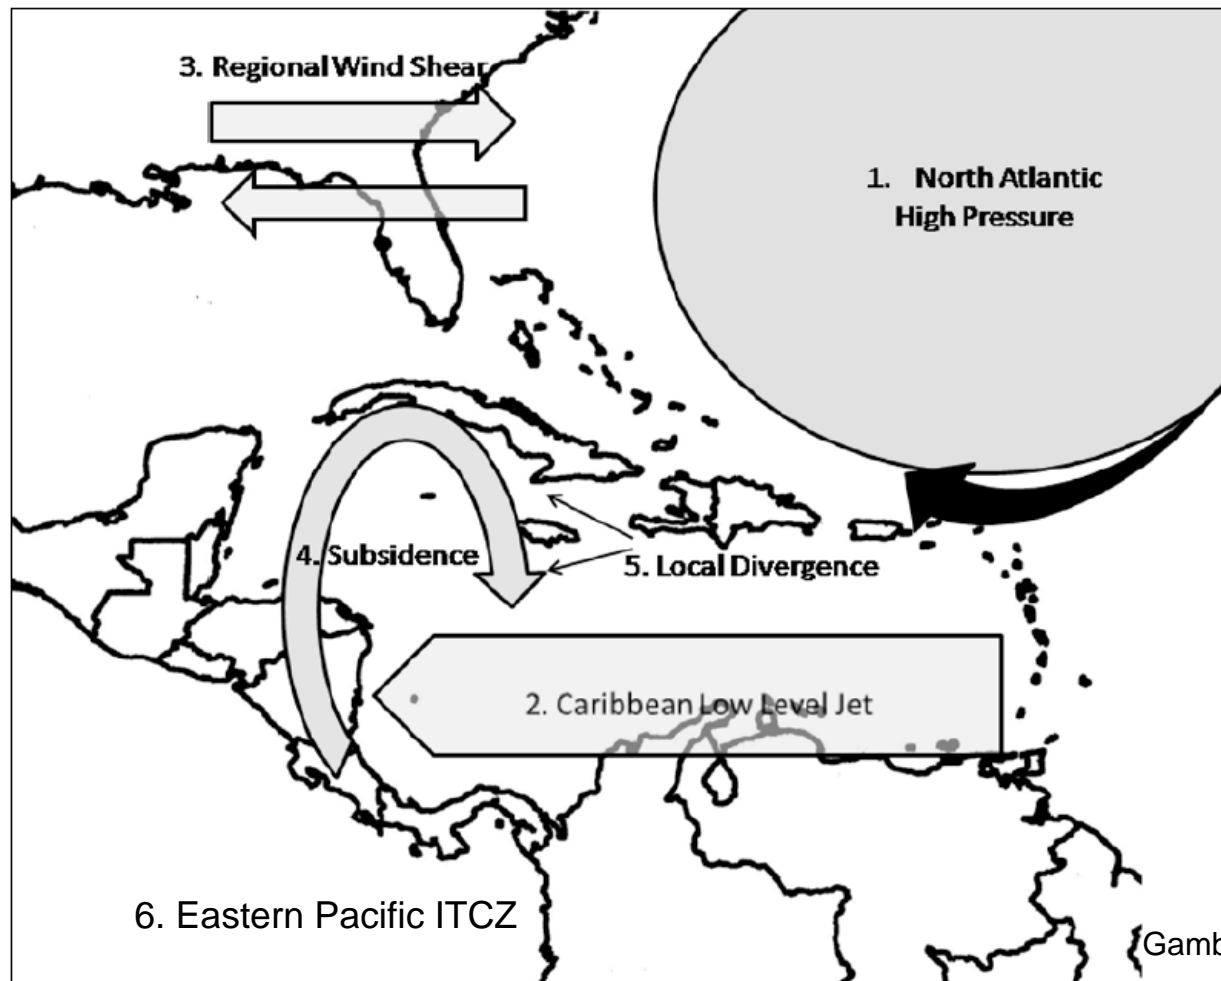 3. Regional Wind Shear
1. North Atlantic
High Pressure
4. Subsidence
5. Local Divergence
2. Caribbean Low Level Jet
6. Eastern Pacific ITCZ
Gamb